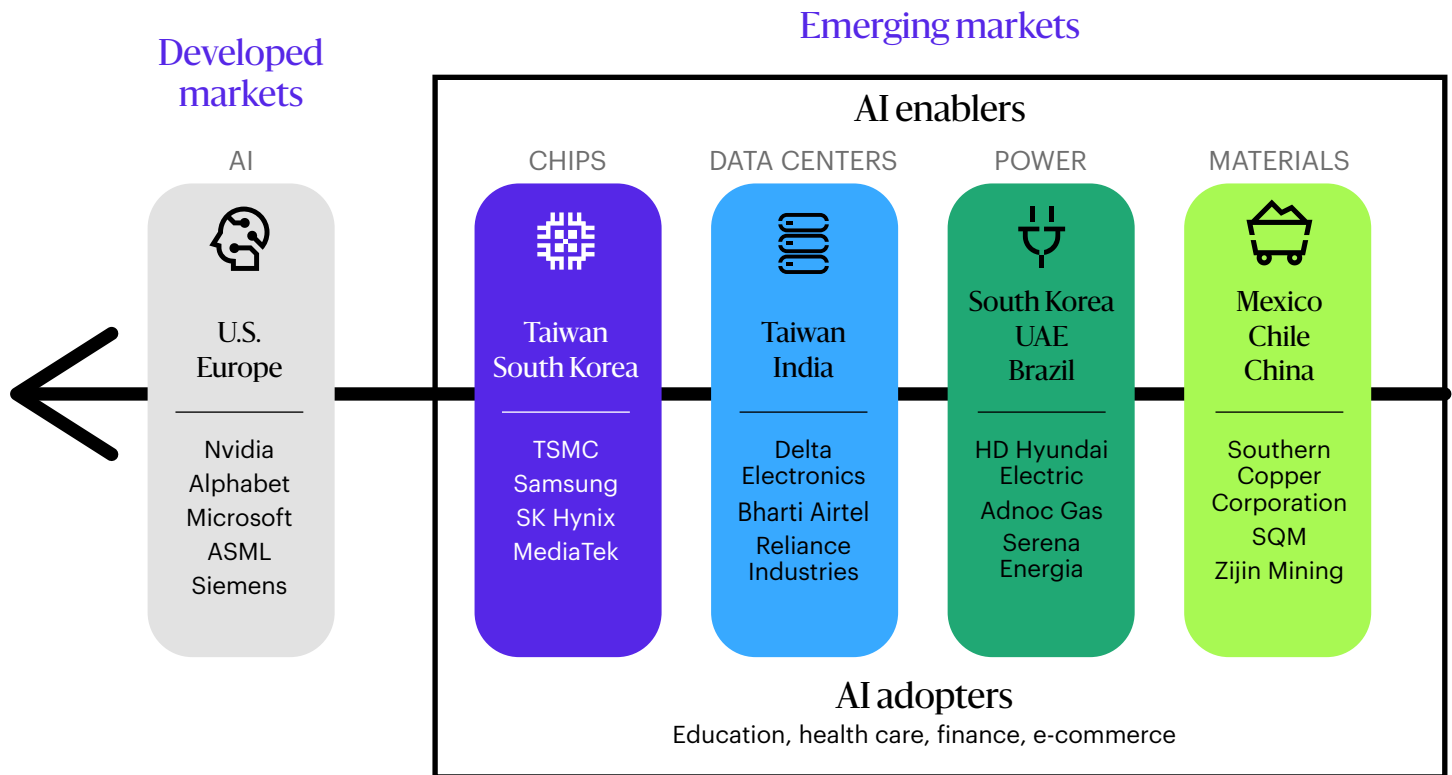 Developed
markets
Emerging markets
AI enablers
AI
U.S.
Europe
Nvidia
Alphabet
Microsoft
ASML
Siemens
CHIPS
Taiwan
South Korea
TSMC
Samsung
SK Hynix
MediaTek
DATA CENTERS
Taiwan
India
Delta
Electronics
Bharti Airtel
Reliance
Industries
POWER
South Korea
UAE
Brazil
HD Hyundai
Electric
Adnoc Gas
Serena
Energia
MATERIALS
Mexico
Chile
China
Southern
Copper
Corporation
SQM
Zijin Mining
AI adopters
Education, health care, finance, e-commerce